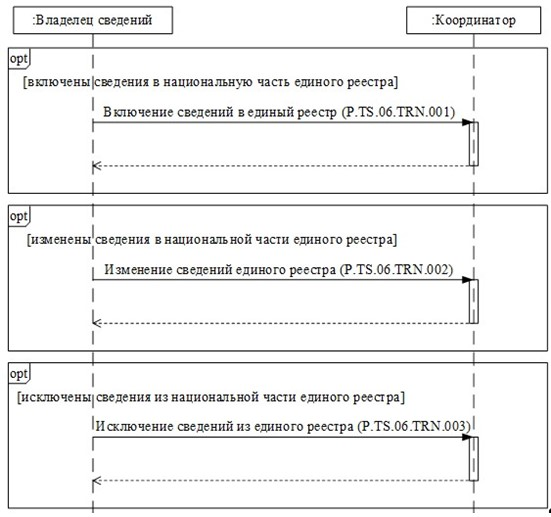 :Владелец сведений
:Координатор
opt
[включены сведения в национальную часть единого реестра]
Включение сведений в единый реестр (P.TS.06.TRN.001)
opt
[изменены сведения в национальной части единого реестра]
Изменение сведений единого реестра (P.TS.06.TRN.002)
opt
[исключены сведения из национальной части единого реестра]
Исключение сведений из единого реестра (P.TS.06.TRN.003)